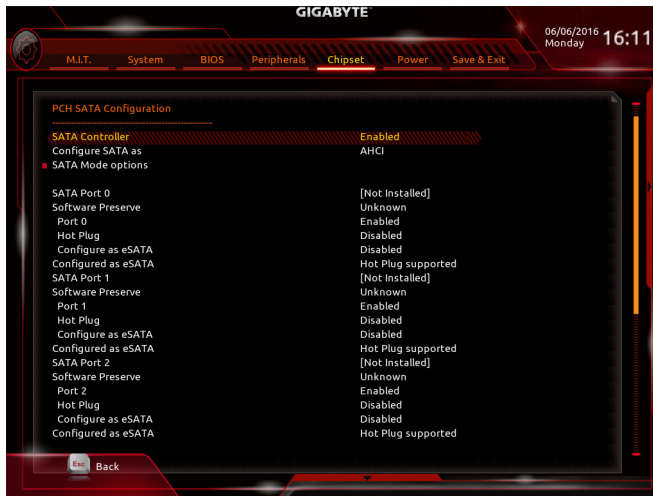 GIGABYTE
06/06/2016 16:11
Monday
M.I.T. System BIOS Peripherals Chipset Power Save & Exit
PCH SATA Configuration
--------------------------------------------------
SATA Controller Enabled
Configure SATA as AHCI
SATA Mode options
SATA Port 0 [Not Installed]
Software Preserve Unknown
Port 0 Enabled
Hot Plug Disabled
Configure as eSATA Disabled
Configured as eSATA Hot Plug supported
SATA Port 1 [Not Installed]
Software Preserve Unknown
Port 1 Enabled
Hot Plug Disabled
Configure as eSATA Disabled
Configured as eSATA Hot Plug supported
SATA Port 2 [Not Installed]
Software Preserve Unknown
Port 2 Enabled
Hot Plug Disabled
Configure as eSATA Disabled
Configured as eSATA Hot Plug supported
Esc Back